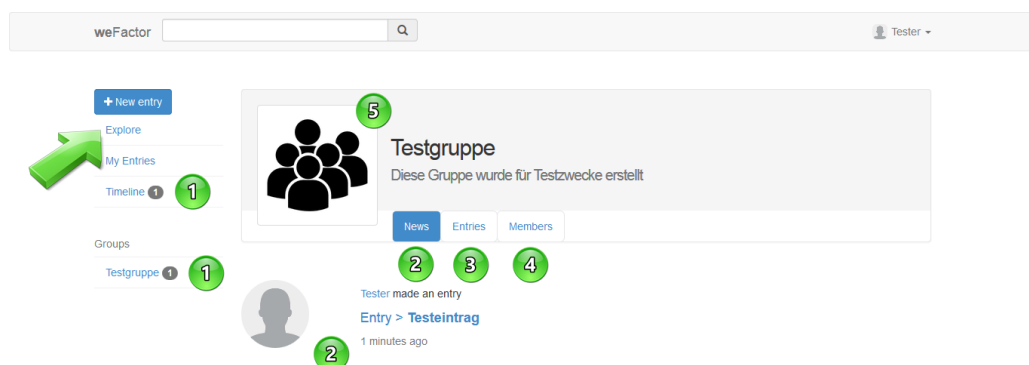 weFactor
Tester
+ New entry
Explore
My Entries
Timeline 1
1
Groups
Testgruppe 1
1
5
Testgruppe
Diese Gruppe wurde für Testzwecke erstellt
News Entries Members
2 3 4
Tester made an entry
Entry > Testeintrag
1 minutes ago
2